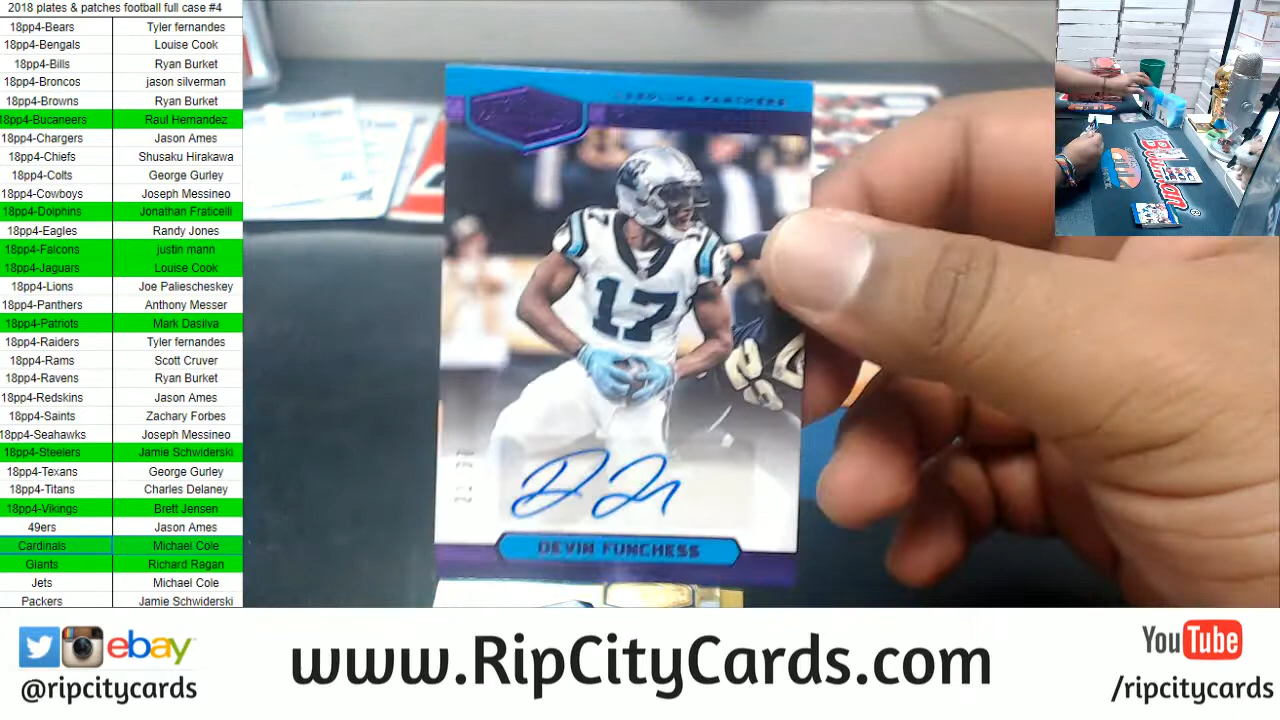 2018 plates & patches football full case #4
18pp4-Bears Tyler fernandes
18pp4-Bengals Louise Cook
18pp4-Bills Ryan Burket
18pp4-Broncos jason silverman
18pp4-Browns Ryan Burket
18pp4-Bucaneers Raul Hernandez
18pp4-Chargers Jason Ames
18pp4-Chiefs Shusaku Hirakawa
18pp4-Colts George Gurley
18pp4-Cowboys Joseph Messineo
18pp4-Dolphins Jonathan Fraticelli
18pp4-Eagles Randy Jones
18pp4-Falcons justin mann
18pp4-Jaguars Louise Cook
18pp4-Lions Joe Paliescheskey
18pp4-Panthers Anthony Messer
18pp4-Patriots Mark Dasilva
18pp4-Raiders Tyler fernandes
18pp4-Rams Scott Cruver
18pp4-Ravens Ryan Burket
18pp4-Redskins Jason Ames
18pp4-Saints Zachary Forbes
18pp4-Seahawks Joseph Messineo
18pp4-Steelers Jamie Schwiderski
18pp4-Texans George Gurley
18pp4-Titans Charles Delaney
18pp4-Vikings Brett Jensen
49ers Jason Ames
Cardinals Michael Cole
Giants Richard Ragan
Jets Michael Cole
Packers Jamie Schwiderski
CAROLINA PANTHERS
17
17
DEVIN FUNCHESS
Bowman
ebay
@ripcitycards
www.RipCityCards.com
YouTube
/ripcitycards